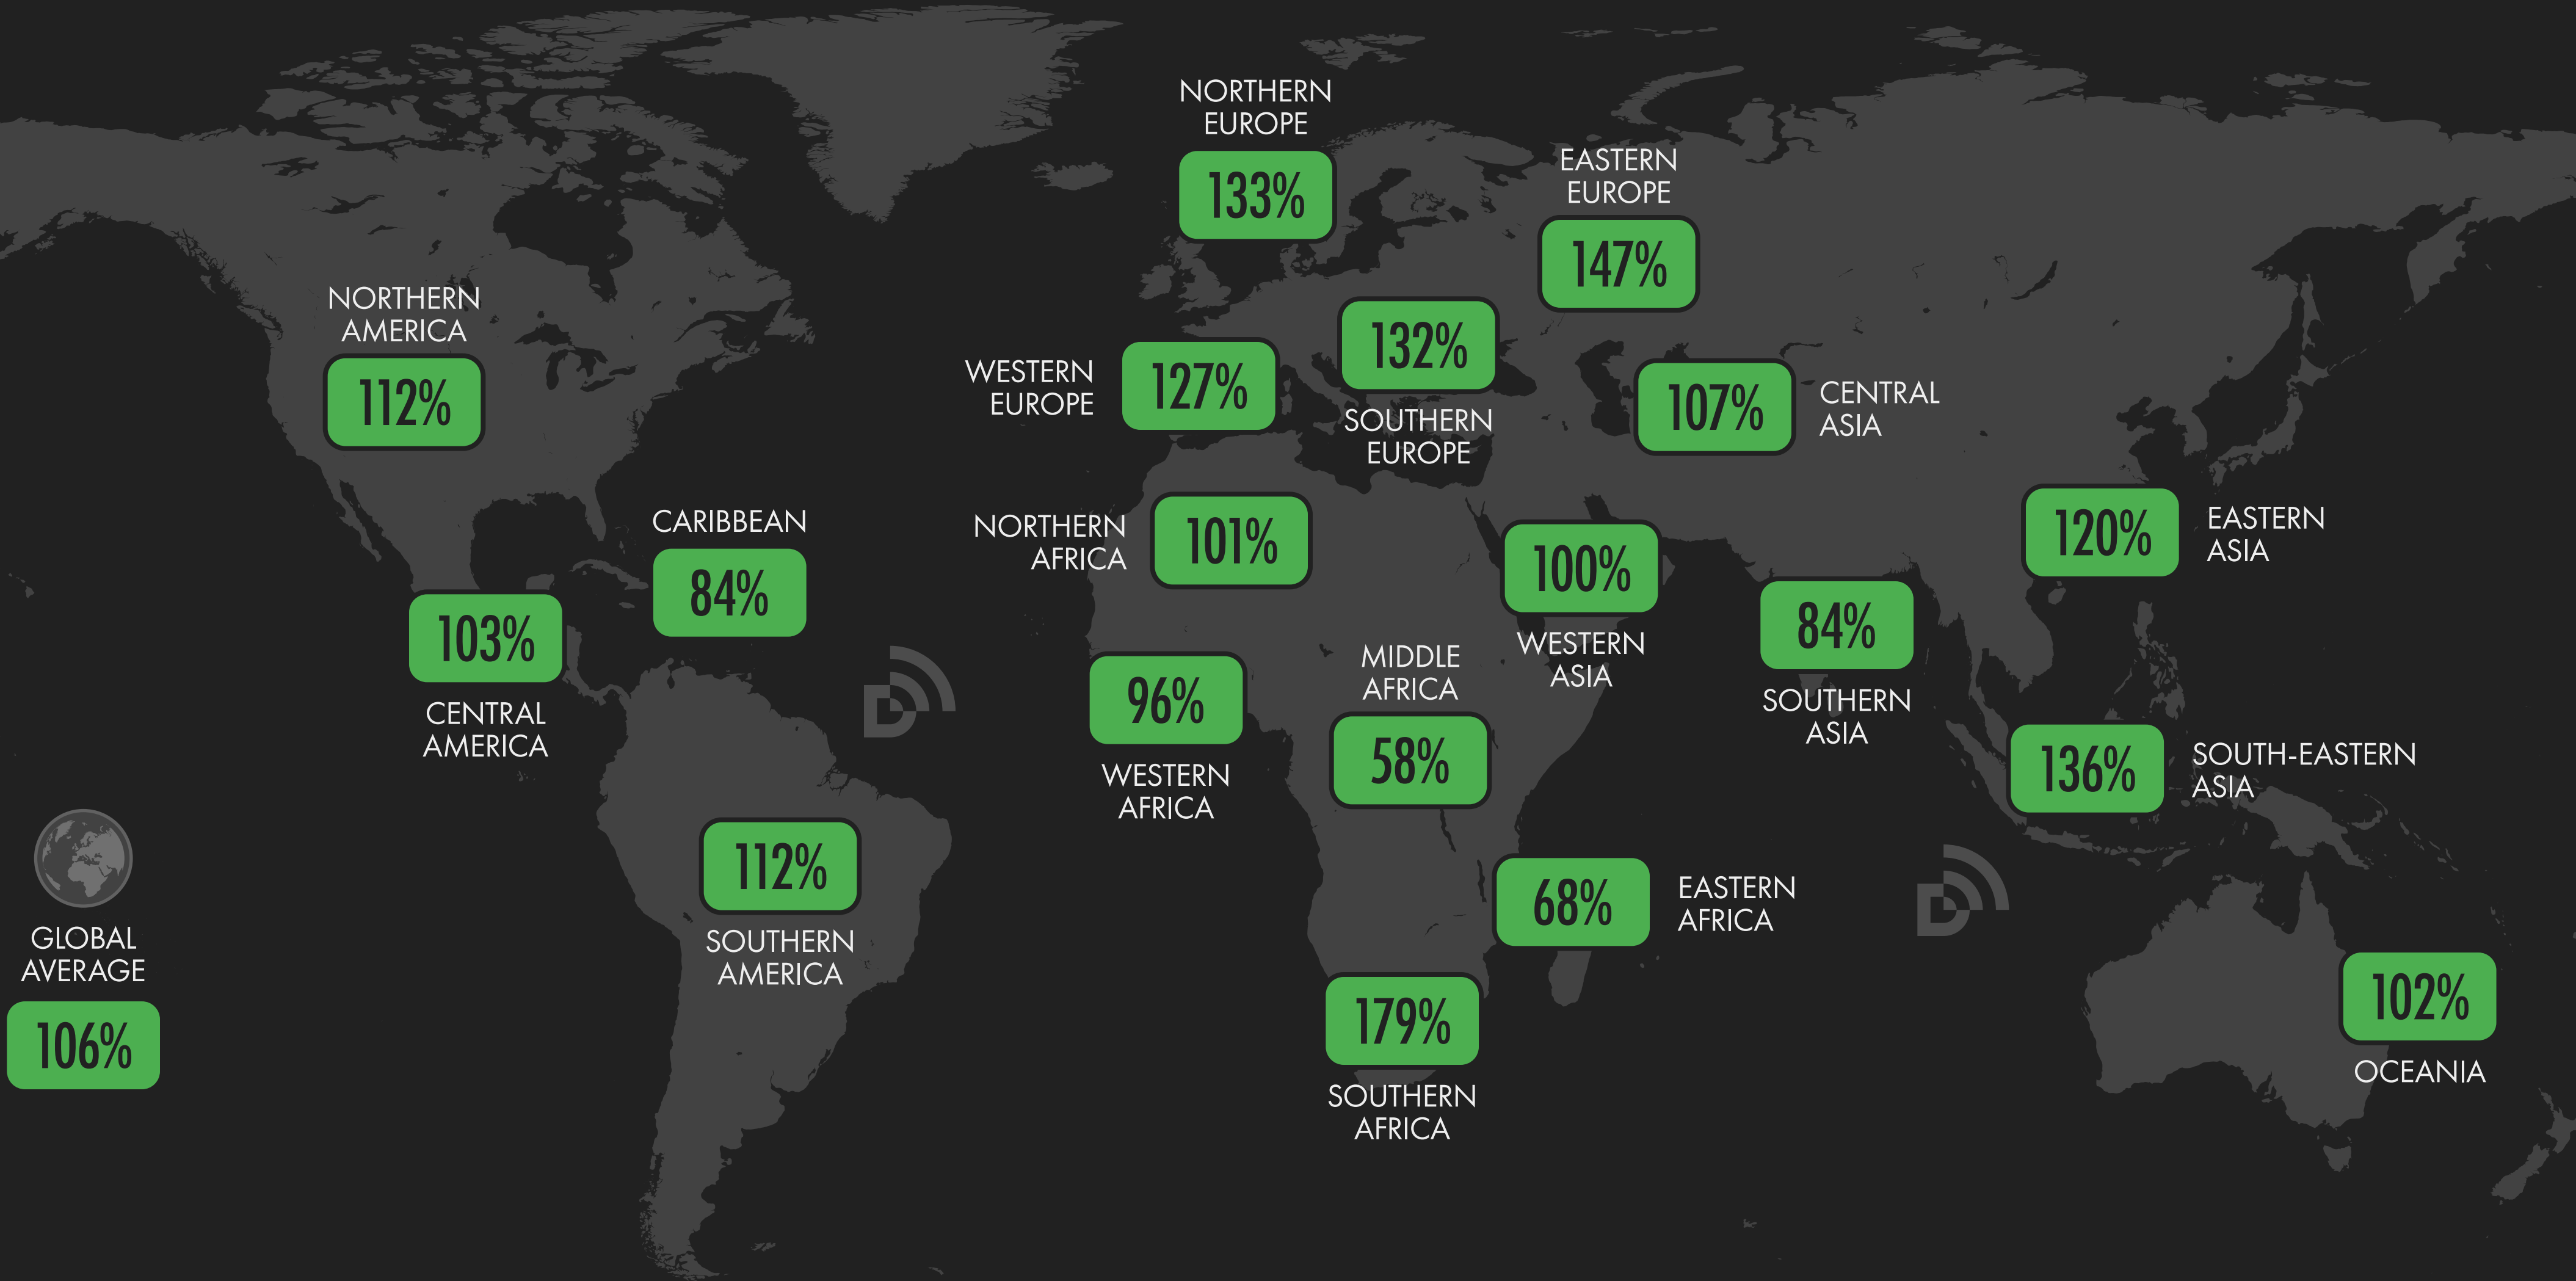 NORTHERN
EUROPE
133%
EASTERN
EUROPE
147%
NORTHERN
AMERICA
112%
132%
SOUTHERN
EUROPE
WESTERN
EUROPE
127%
107%
CENTRAL
ASIA
CARIBBEAN
84%
NORTHERN
AFRICA
101%
100%
WESTERN
ASIA
120%
EASTERN
ASIA
103%
CENTRAL
AMERICA
84%
SOUTHERN
ASIA
96%
WESTERN
AFRICA
MIDDLE
AFRICA
58%
136%
SOUTH-EASTERN
ASIA
112%
SOUTHERN
AMERICA
68%
EASTERN
AFRICA
GLOBAL
AVERAGE
106%
179%
SOUTHERN
AFRICA
102%
OCEANIA